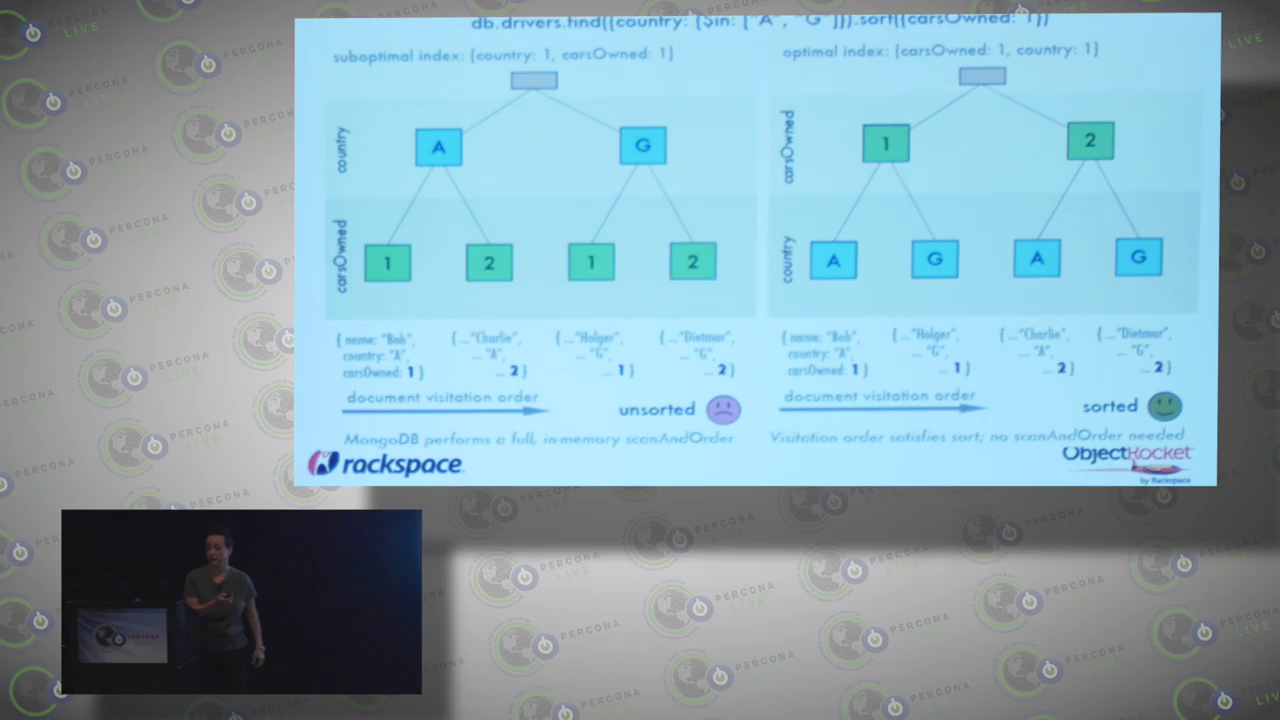 db.drivers.find({country: {$in: ["A", "G"]}}).sort({carsOwned: 1})
suboptimal index: {country: 1, carsOwned: 1}
optimal index: {carsOwned: 1, country: 1}
country
A
G
carsOwned
1
2
carsOwned
1
2
1
2
country
A
G
A
G
{ name: "Bob",
country: "A",
carsOwned: 1 }
{ ..."Charlie",
... "A",
... 2 }
{ ..."Holger",
... "G",
... 1 }
{ ..."Dietmar",
... "G",
... 2 }
{ name: "Bob",
country: "A",
carsOwned: 1 }
{ ..."Holger",
... "G",
... 1 }
{ ..."Charlie",
... "A",
... 2 }
{ ..."Dietmar",
... "G",
... 2 }
document visitation order
unsorted
document visitation order
sorted
MongoDB performs a full, in-memory scanAndOrder
Visitation order satisfies sort; no scanAndOrder needed
rackspace
ObjectRocket
by Rackspace
PERCONA
LIVE